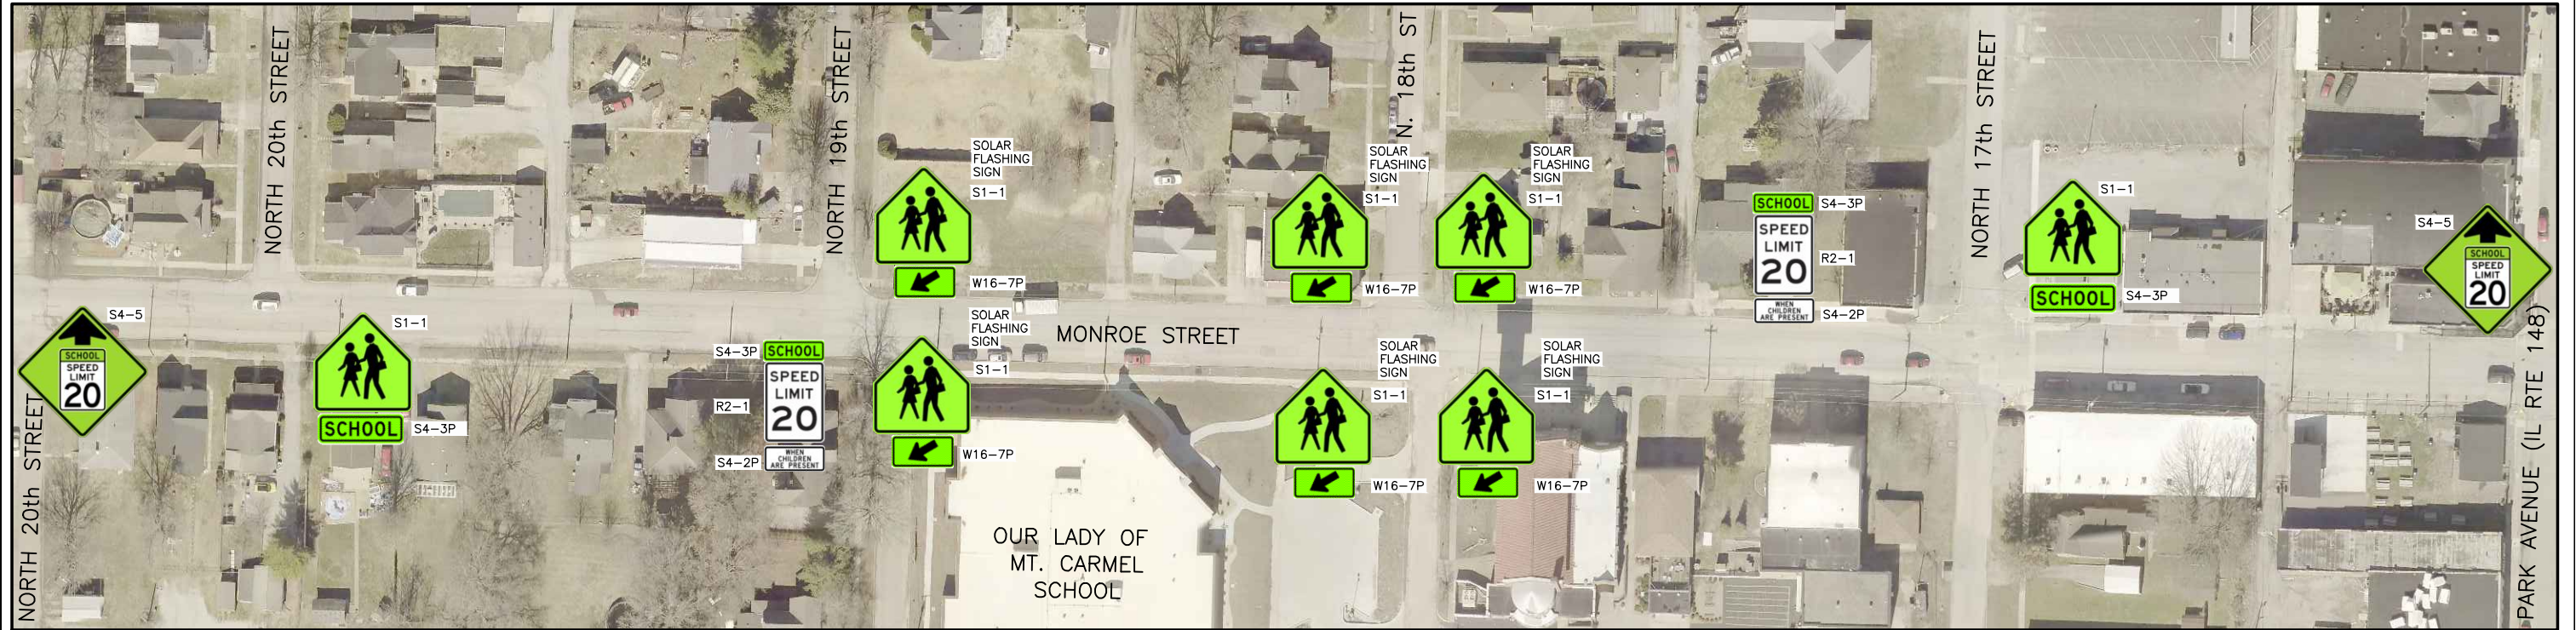 NORTH 20th STREET
NORTH 19th STREET
N. 18th ST
NORTH 17th STREET
SOLAR
FLASHING
SIGN
S1-1
W16-7P
SOLAR
FLASHING
SIGN
S1-1
W16-7P
SOLAR
FLASHING
SIGN
S1-1
W16-7P
SCHOOL
S4-3P
SPEED
LIMIT
20
R2-1
WHEN
CHILDREN
ARE PRESENT
S4-2P
S1-1
SCHOOL
S4-3P
S4-5
SCHOOL
SPEED
LIMIT
20
MONROE STREET
S4-5
SCHOOL
SPEED
LIMIT
20
NORTH 20th STREET
S1-1
SCHOOL
S4-3P
S4-3P
SCHOOL
SPEED
LIMIT
20
R2-1
S4-2P
WHEN
CHILDREN
ARE PRESENT
SOLAR
FLASHING
SIGN
S1-1
W16-7P
SOLAR
FLASHING
SIGN
S1-1
W16-7P
SOLAR
FLASHING
SIGN
S1-1
W16-7P
OUR LADY OF
MT. CARMEL
SCHOOL
PARK AVENUE (IL RTE 148)